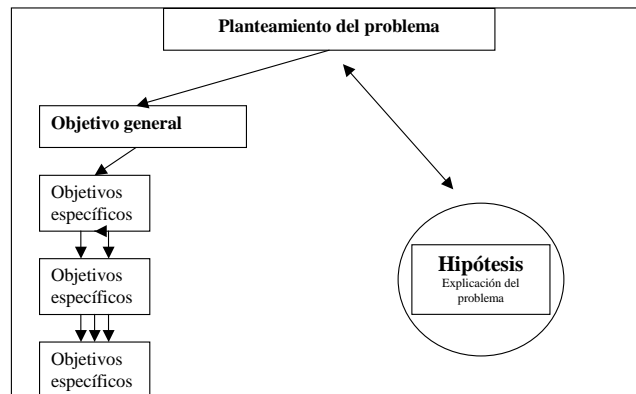 Planteamiento del problema
Objetivo general
Objetivos
específicos
Objetivos
específicos
Objetivos
específicos
Hipótesis
Explicación del
problema